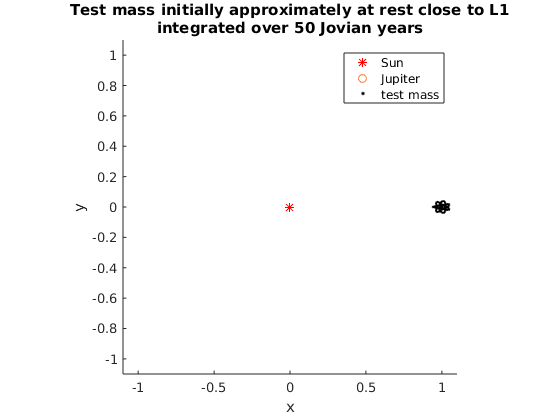 Test mass initially approximately at rest close to L1
integrated over 50 Jovian years
Sun
Jupiter
test mass
1
0.8
0.6
0.4
0.2
0
-0.2
-0.4
-0.6
-0.8
-1
y
-1
-0.5
0
0.5
1
x